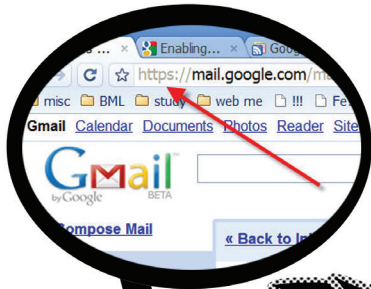 s ... × Enabling... × Goog
https://mail.google.com/m
misc BML study web me !!! Fe
Gmail Calendar Documents Photos Reader Site
Gmail
by Google BETA
Compose Mail
« Back to In